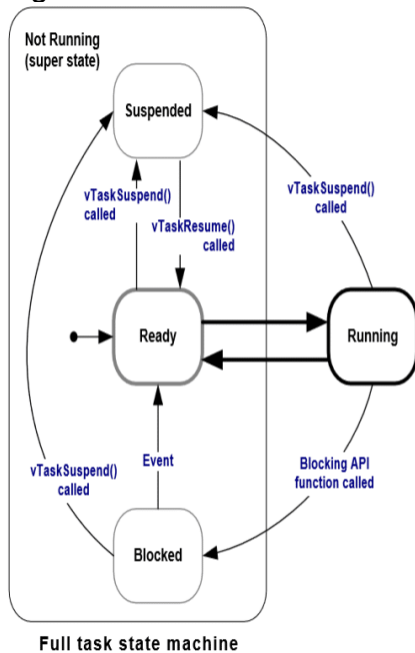 Not Running
(super state)
Suspended
vTaskSuspend()
called
vTaskResume()
called
vTaskSuspend()
called
Ready
Running
Event
vTaskSuspend()
called
Blocking API
function called
Blocked
Full task state machine